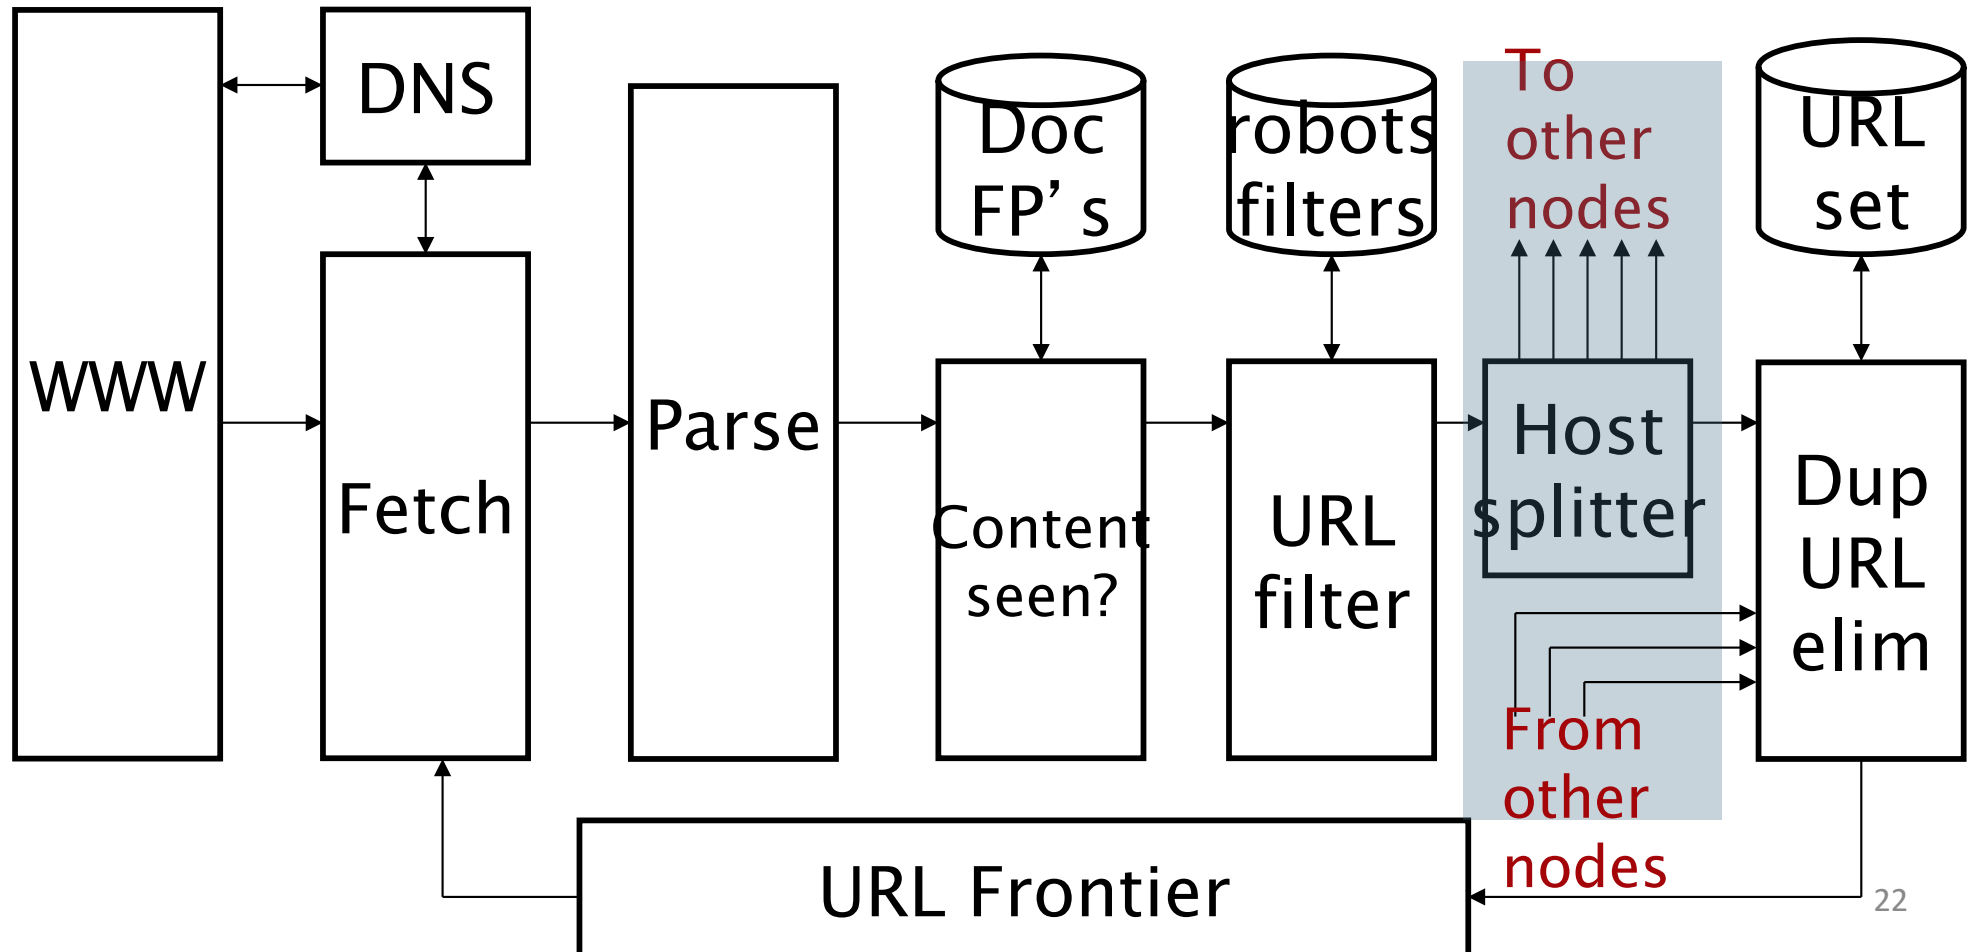 WWW
DNS
Fetch
Parse
Doc
FP’ s
Content
seen?
robots
filters
URL
filter
To
other
nodes
Host
splitter
From
other
nodes
URL
set
Dup
URL
elim
URL Frontier
22